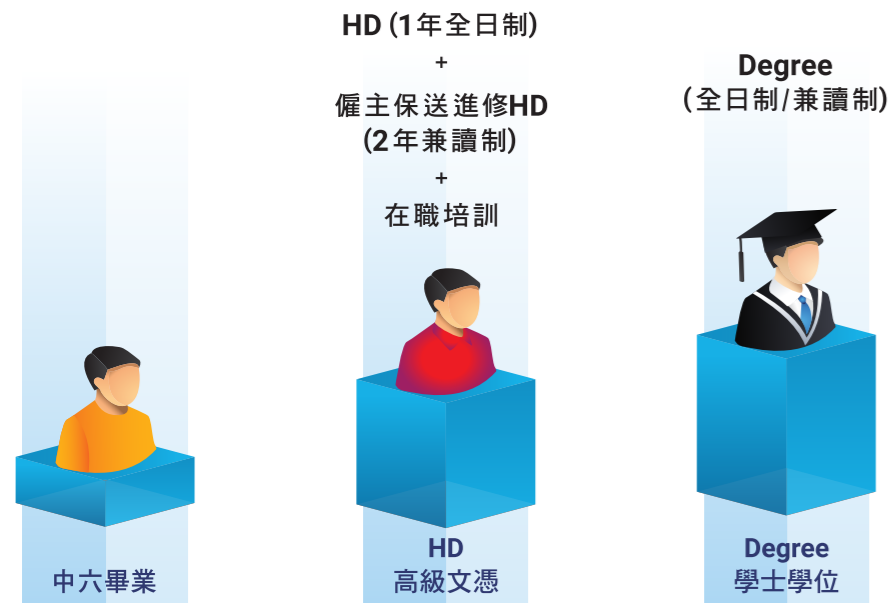 HD (1年全日制)
+
僱主保送進修HD
(2年兼讀制)
+
在職培訓
Degree
(全日制/兼讀制)
中六畢業
HD
高級文憑
Degree
學士學位